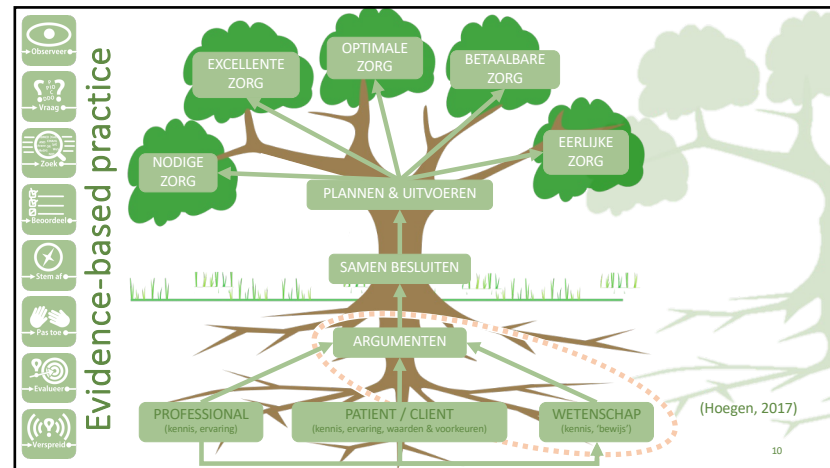 Observeer
Vraag
Zoek
Beoordeel
Stem af
Pas toe
Evalueer
Verspreid
Evidence-based practice
EXCELLENTE
ZORG
OPTIMALE
ZORG
BETAALBARE
ZORG
NODIGE
ZORG
EERLIJKE
ZORG
PLANNEN & UITVOEREN
SAMEN BESLUITEN
ARGUMENTEN
PROFESSIONAL
(kennis, ervaring)
PATIENT / CLIENT
(kennis, ervaring, waarden & voorkeuren)
WETENSCHAP
(kennis, 'bewijs')
(Hoegen, 2017)
10